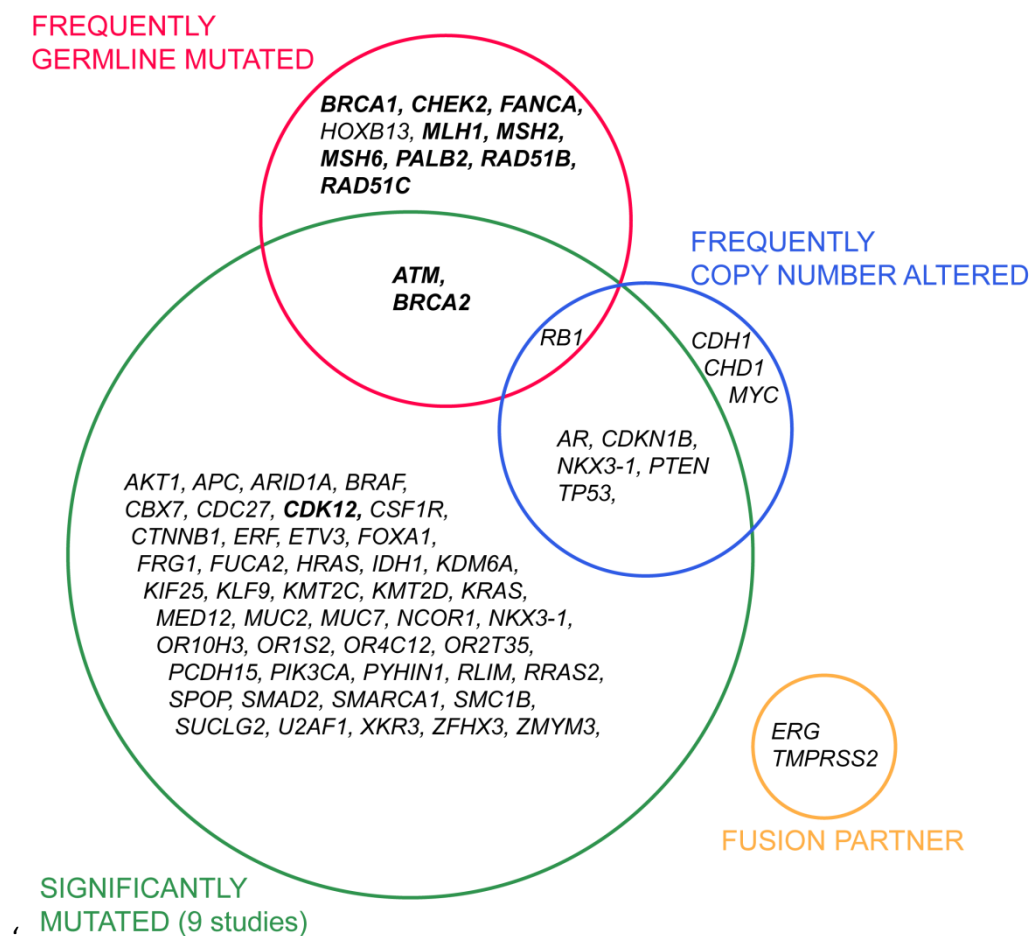 FREQUENTLY
GERMLINE MUTATED
BRCA1, CHEK2, FANCA,
HOXB13, MLH1, MSH2,
MSH6, PALB2, RAD51B,
RAD51C
FREQUENTLY
COPY NUMBER ALTERED
ATM,
BRCA2
RB1
CDH1
CHD1
MYC
AR, CDKN1B,
NKX3-1, PTEN
TP53,
AKT1, APC, ARID1A, BRAF,
CBX7, CDC27, CDK12, CSF1R,
CTNNB1, ERF, ETV3, FOXA1,
FRG1, FUCA2, HRAS, IDH1, KDM6A,
KIF25, KLF9, KMT2C, KMT2D, KRAS,
MED12, MUC2, MUC7, NCOR1, NKX3-1,
OR10H3, OR1S2, OR4C12, OR2T35,
PCDH15, PIK3CA, PYHIN1, RLIM, RRAS2,
SPOP, SMAD2, SMARCA1, SMC1B,
SUCLG2, U2AF1, XKR3, ZFHX3, ZMYM3,
ERG
TMPRSS2
FUSION PARTNER
SIGNIFICANTLY
MUTATED (9 studies)